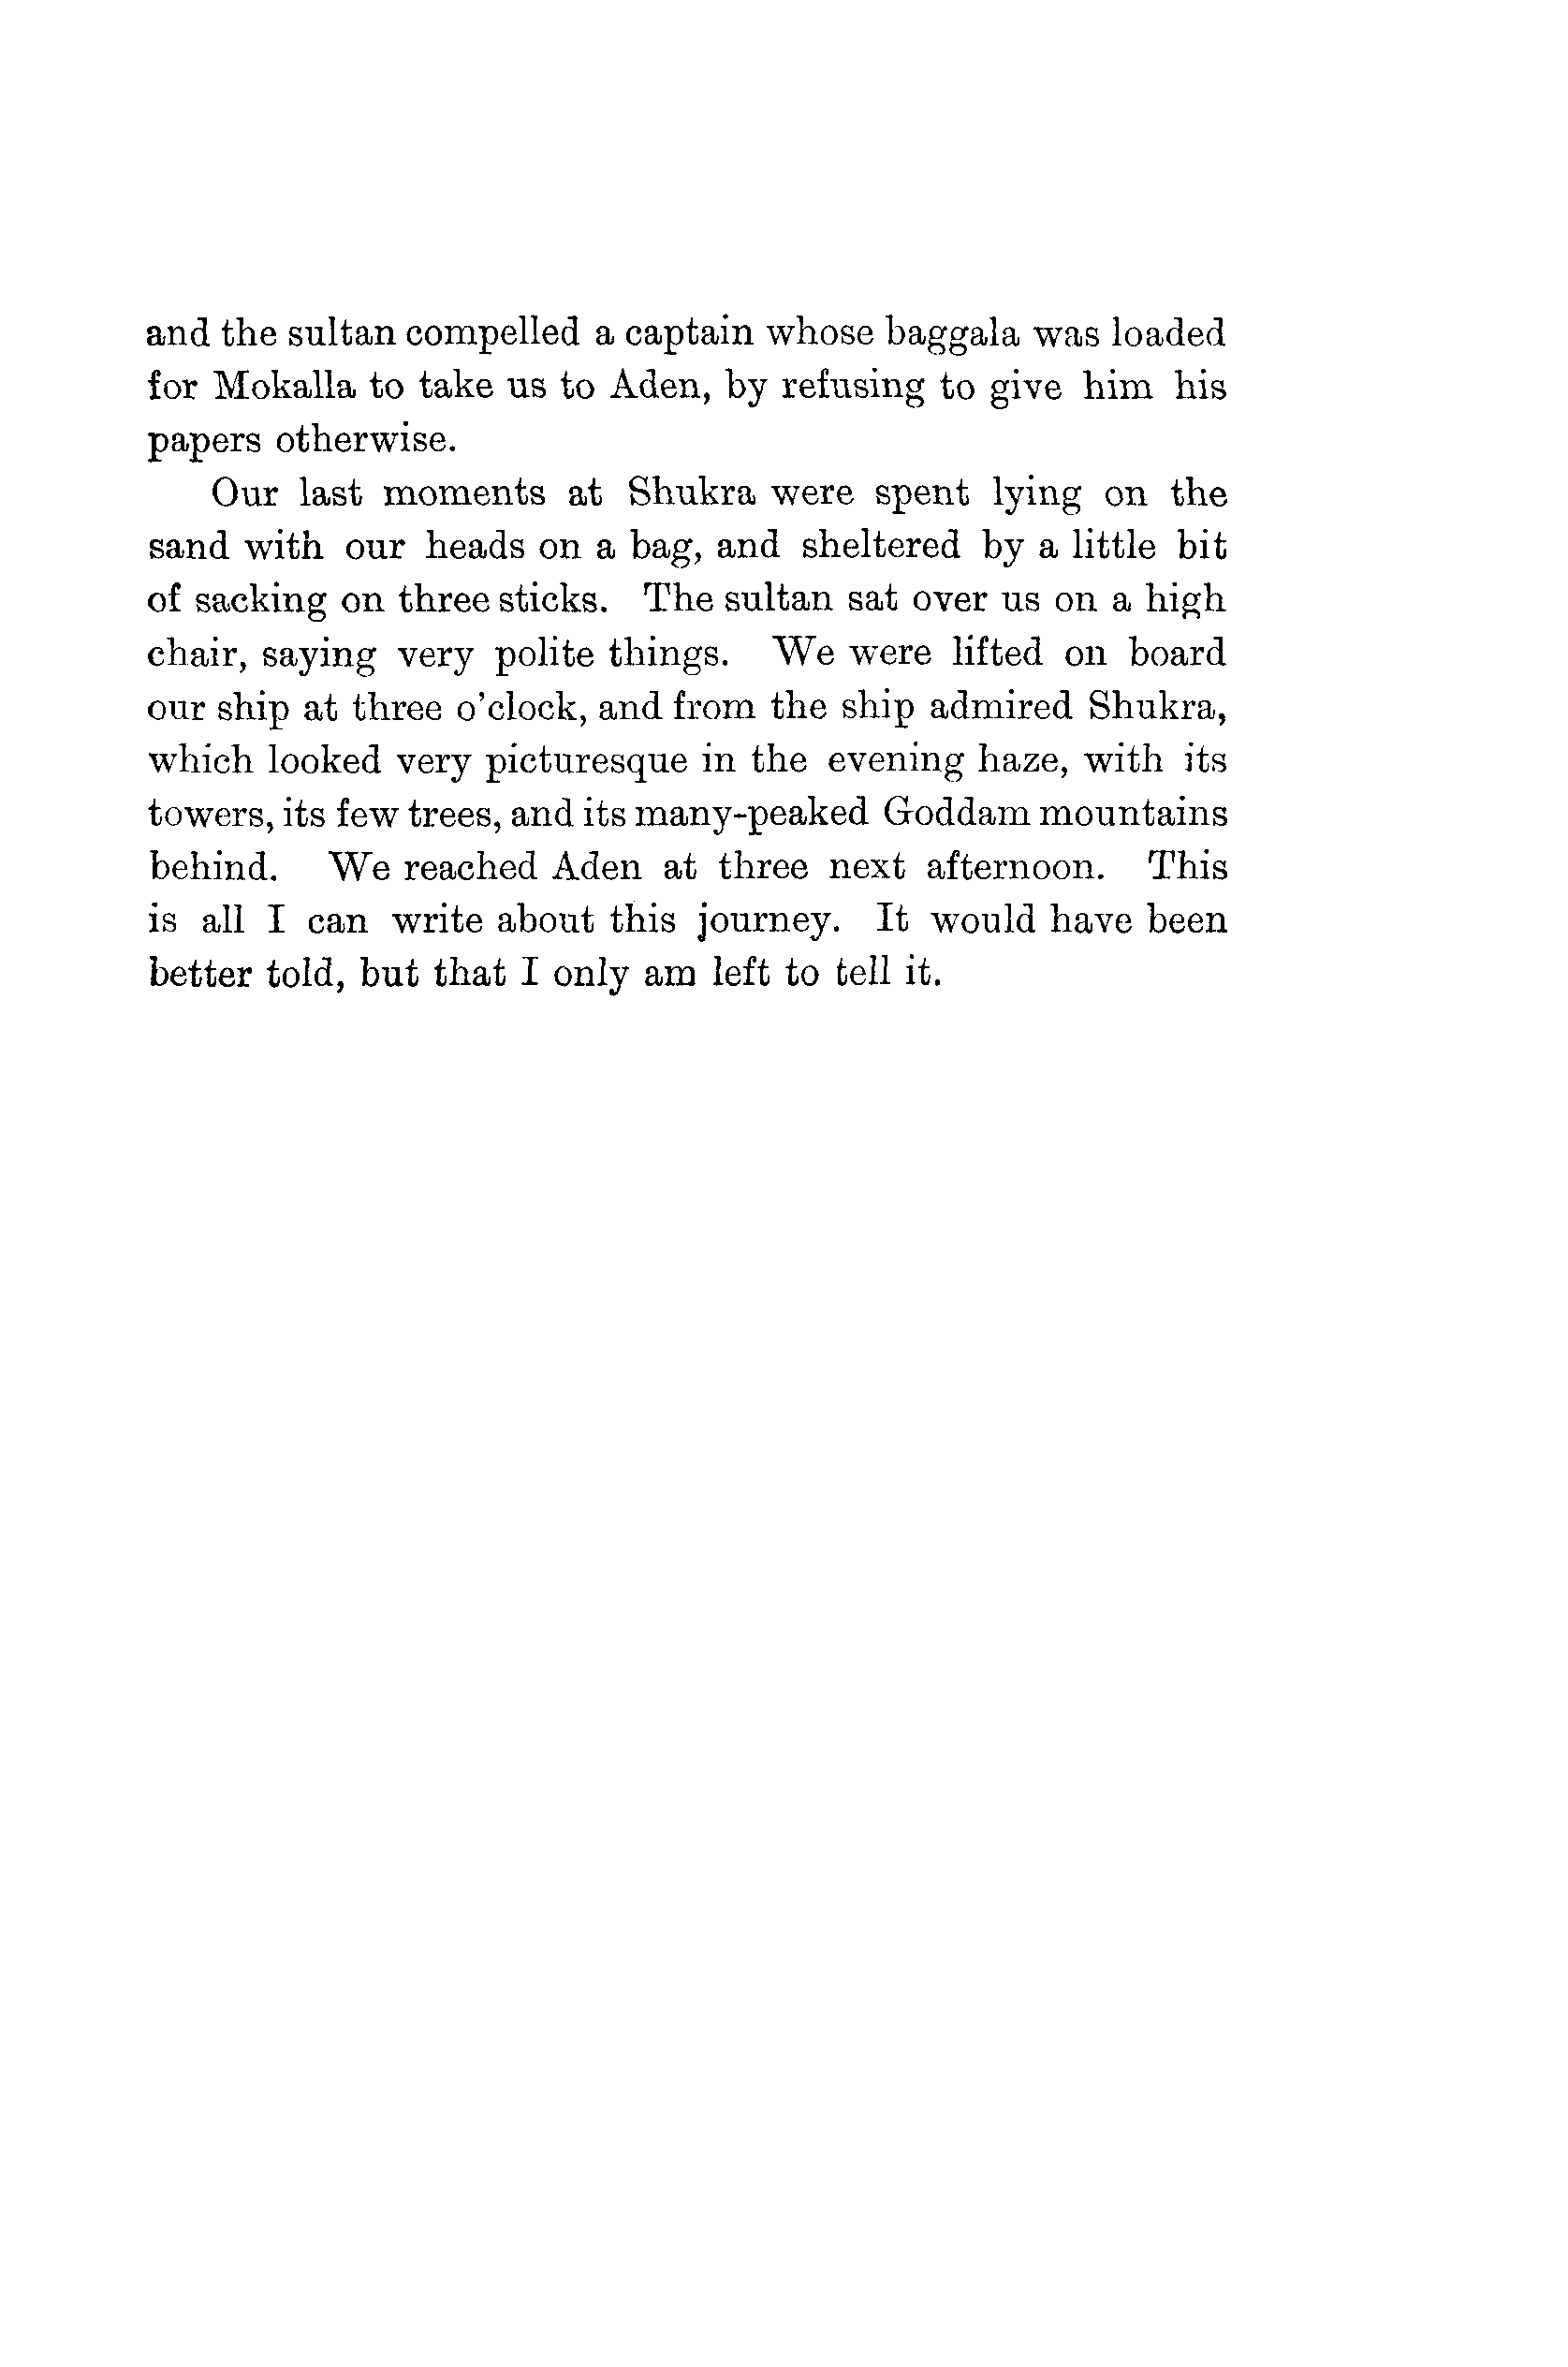 and the sultan compelled a captain whose baggala was loaded
for Mokalla to take us to Aden, by refusing to give him his
papers otherwise.
Our last moments at Shukra were spent lying on the
sand with our heads on a bag, and sheltered by a little bit
of sacking on three sticks. The sultan sat over us on a high
chair, saying very polite things. We were lifted on board
our ship at three o'clock, and from the ship admired Shukra,
which looked very picturesque in the evening haze, with its
towers, its few trees, and its many-peaked Goddam mountains
behind. We reached Aden at three next afternoon. This
is all I can write about this journey. It would have been
better told, but that I only am left to tell it.